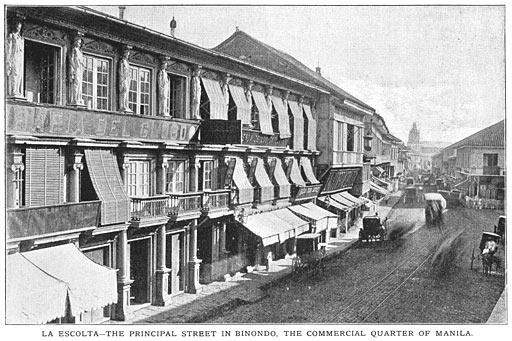 LA ESCOLTA—THE PRINCIPAL STREET IN BINONDO, THE COMMERCIAL QUARTER OF MANILA.